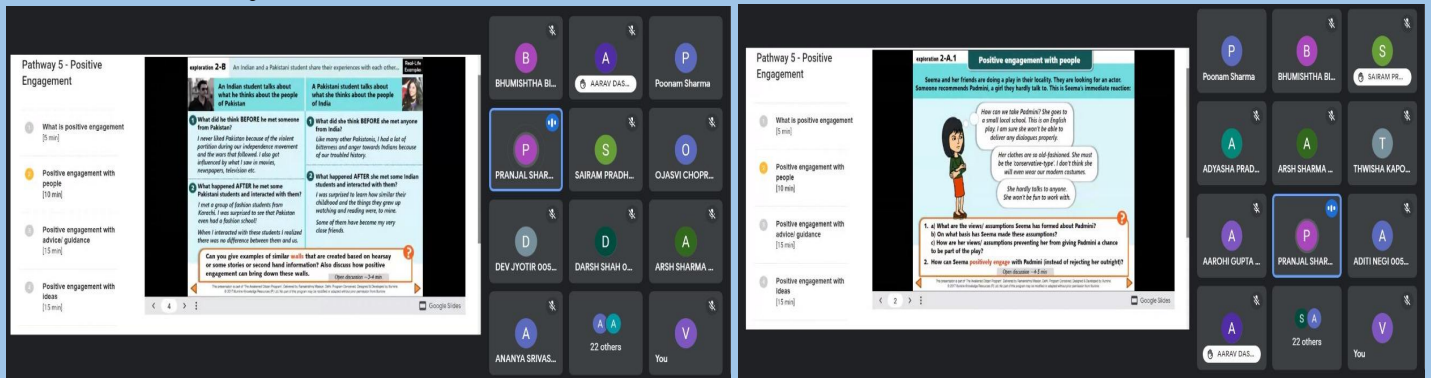 Pathway 5 - Positive
Engagement
What is positive engagement
[5 min]
Positive engagement with
people
[10 min]
Positive engagement with
advice/ guidance
[15 min]
Positive engagement with
ideas
[15 min]
exploration 2-B An Indian and a Pakistani student share their experiences with each other...
Real-Life
Example
An Indian student talks about
what he thinks about the people
of Pakistan
1 What did he think BEFORE he met someone
from Pakistan?
I never liked Pakistan because of the violent
partition during our independence movement
and the wars that followed. I also got
influenced by what I saw in movies,
newspapers, television etc.
2 What happened AFTER he met some
Pakistani students and interacted with them?
I met a group of fashion students from
Karachi. I was surprised to see that Pakistan
even had a fashion school!
When I interacted with these students I realized
there was no difference between them and us.
A Pakistani student talks about
what she thinks about the people
of India
1 What did she think BEFORE she met anyone
from India?
Like many other Pakistanis, I had a lot of
bitterness and anger towards Indians because
of our troubled history.
2 What happened AFTER she met some Indian
students and interacted with them?
I was surprised to learn how similar their
childhood and the things they grew up
watching and reading were, to mine.
Some of them have become my very
close friends.
Can you give examples of similar walls that are created based on hearsay
or some stories or second hand information? Also discuss how positive
engagement can bring down these walls.
Open discussion ~3-4 min
4
Google Slides
B
BHUMISHTHA BI...
A
AARAV DAS...
P
Poonam Sharma
P
PRANJAL SHAR...
S
SAIRAM PRADH...
O
OJASVI CHOPR...
D
DEV JYOTIR 005...
D
DARSH SHAH 0...
A
ARSH SHARMA ...
A
ANANYA SRIVAS...
A A
22 others
V
You
Pathway 5 - Positive
Engagement
What is positive engagement
[5 min]
Positive engagement with
people
[10 min]
Positive engagement with
advice/ guidance
[15 min]
Positive engagement with
ideas
[15 min]
exploration 2-A.1 Positive engagement with people
Seema and her friends are doing a play in their locality. They are looking for an actor.
Someone recommends Padmini, a girl they hardly talk to. This is Seema's immediate reaction:
How can we take Padmini? She goes to
a small local school. This is an English
play. I am sure she won't be able to
deliver any dialogues properly.
Her clothes are so old-fashioned. She must
be the 'conservative-type'. I don't think she
will even wear our modern costumes.
She hardly talks to anyone.
She won't be fun to work with.
1. a) What are the views/ assumptions Seema has formed about Padmini?
b) On what basis has Seema made these assumptions?
c) How are her views/ assumptions preventing her from giving Padmini a chance
to be part of the play?
2. How can Seema positively engage with Padmini (instead of rejecting her outright)?
Open discussion ~4-5 min
2
Google Slides
P
Poonam Sharma
B
BHUMISHTHA BI...
S
SAIRAM PR...
A
ADYASHA PRAD...
A
ARSH SHARMA ...
T
THWISHA KAPO...
A
AAROHI GUPTA ...
P
PRANJAL SHAR...
A
ADITI NEGI 005...
A
AARAV DAS...
S A
22 others
V
You